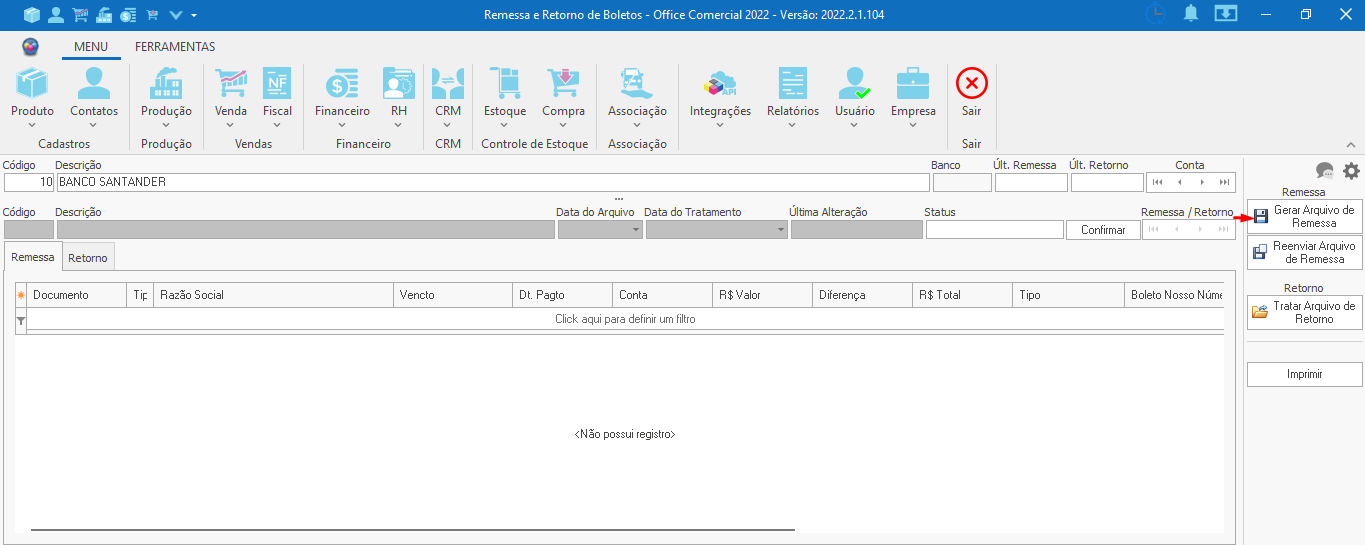 Remessa e Retorno de Boletos - Office Comercial 2022 - Versão: 2022.2.1.104
MENU FERRAMENTAS
Produto Contatos Produção Venda Fiscal Financeiro RH CRM Estoque Compra Associação Integrações Relatórios Usuário Empresa Sair
Cadastros Produção Vendas Financeiro CRM Controle de Estoque Associação Sair
Código Descrição Banco Últ. Remessa Últ. Retorno Conta
10 BANCO SANTANDER
...
Código Descrição Data do Arquivo Data do Tratamento Última Alteração Status Remessa / Retorno
Confirmar
Remessa Retorno
Documento Tip Razão Social Vencto Dt. Pagto Conta R$ Valor Diferença R$ Total Tipo Boleto Nosso Núme
Click aqui para definir um filtro
<Não possui registro>
Remessa
Gerar Arquivo de
Remessa
Reenviar Arquivo
de Remessa
Retorno
Tratar Arquivo de
Retorno
Imprimir